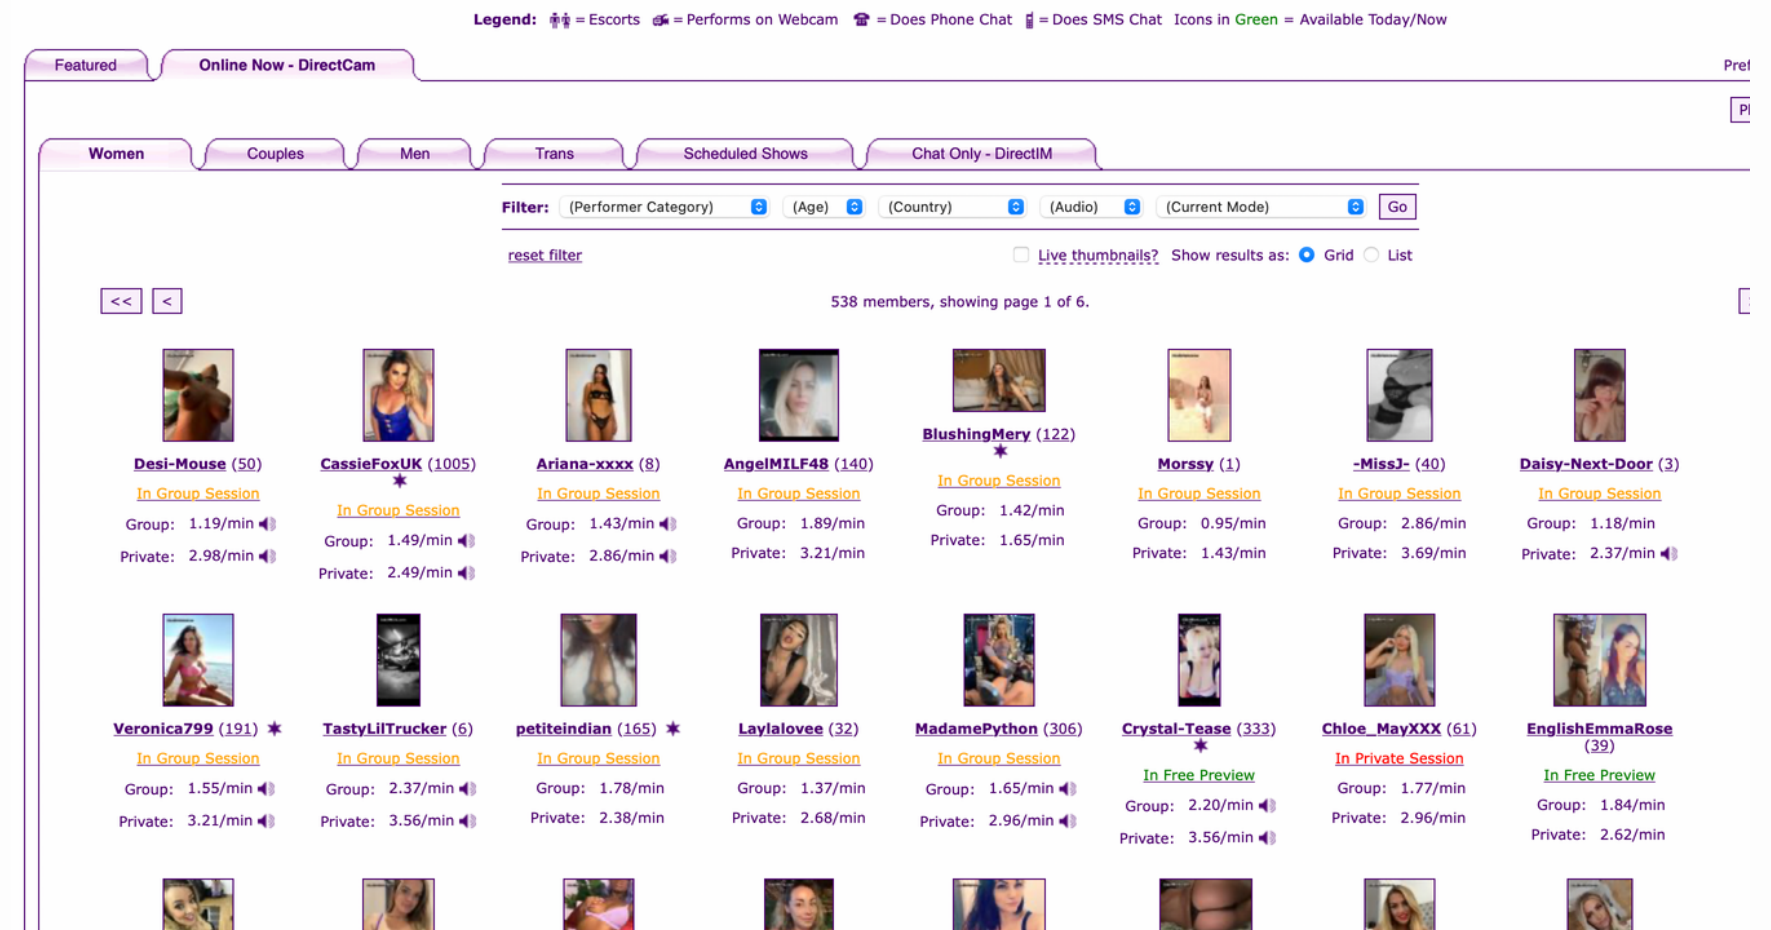 Legend: = Escorts = Performs on Webcam = Does Phone Chat = Does SMS Chat Icons in Green = Available Today/Now
Featured Online Now - DirectCam Pref
Pl
Women Couples Men Trans Scheduled Shows Chat Only - DirectIM
Filter: (Performer Category) (Age) (Country) (Audio) (Current Mode) Go
reset filter Live thumbnails? Show results as: Grid List
<< < 538 members, showing page 1 of 6.
Desi-Mouse (50)
In Group Session
Group: 1.19/min
Private: 2.98/min
CassieFoxUK (1005)
In Group Session
Group: 1.49/min
Private: 2.49/min
Ariana-xxxx (8)
In Group Session
Group: 1.43/min
Private: 2.86/min
AngelMILF48 (140)
In Group Session
Group: 1.89/min
Private: 3.21/min
BlushingMery (122)
In Group Session
Group: 1.42/min
Private: 1.65/min
Morssy (1)
In Group Session
Group: 0.95/min
Private: 1.43/min
-MissJ- (40)
In Group Session
Group: 2.86/min
Private: 3.69/min
Daisy-Next-Door (3)
In Group Session
Group: 1.18/min
Private: 2.37/min
Veronica799 (191)
In Group Session
Group: 1.55/min
Private: 3.21/min
TastyLilTrucker (6)
In Group Session
Group: 2.37/min
Private: 3.56/min
petiteindian (165)
In Group Session
Group: 1.78/min
Private: 2.38/min
Laylalovee (32)
In Group Session
Group: 1.37/min
Private: 2.68/min
MadamePython (306)
In Group Session
Group: 1.65/min
Private: 2.96/min
Crystal-Tease (333)
In Free Preview
Group: 2.20/min
Private: 3.56/min
Chloe_MayXXX (61)
In Private Session
Group: 1.77/min
Private: 2.96/min
EnglishEmmaRose
(39)
In Free Preview
Group: 1.84/min
Private: 2.62/min